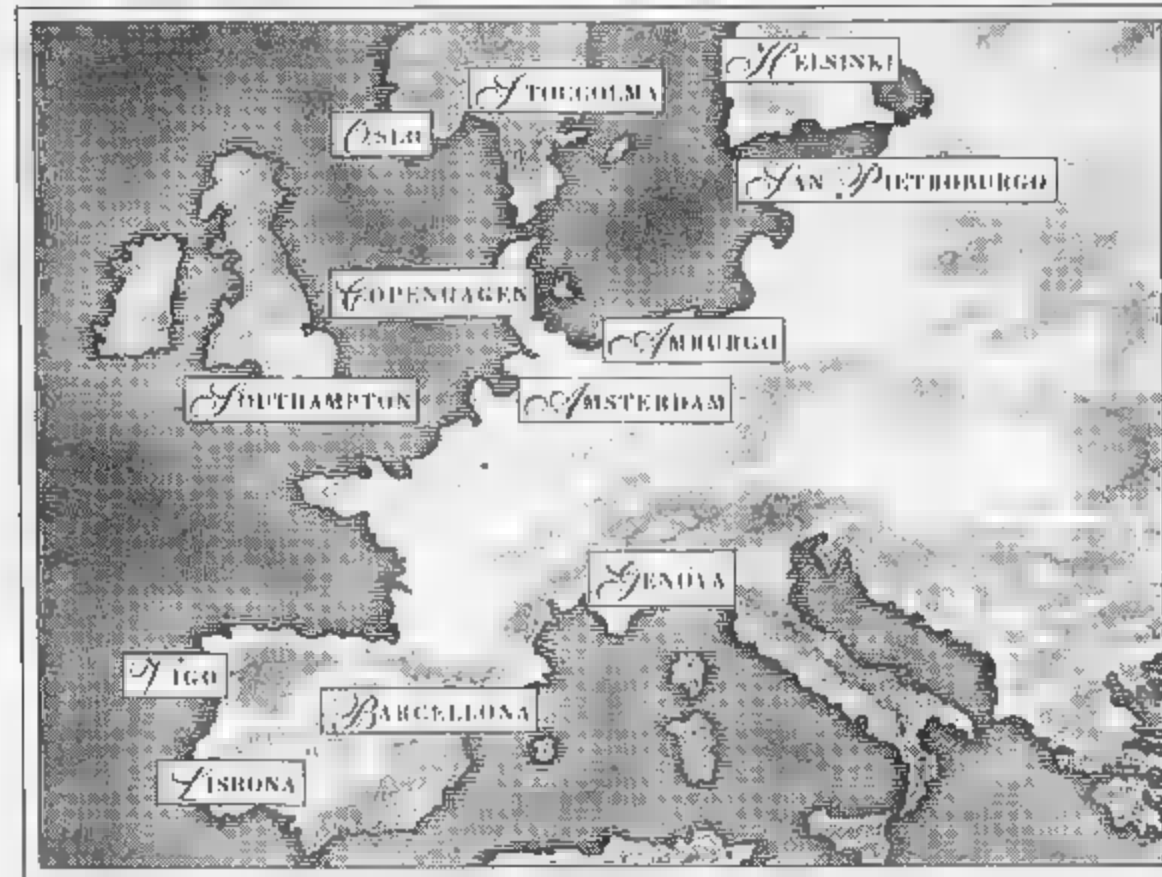 HELSINKI
STOCCOLMA
OSLO
SAN PIETROBURGO
COPENHAGEN
AMBURGO
SOUTHAMPTON
AMSTERDAM
GENOVA
VIGO
BARCELLONA
LISBONA